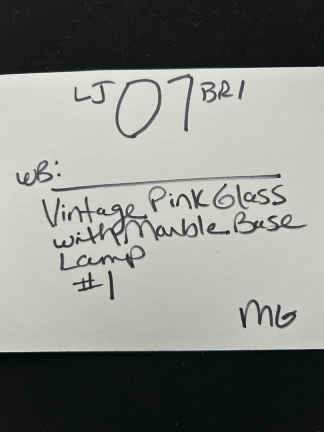 LJ 07 BR1
WB:
Vintage Pink Glass
with Marble Base
Lamp
#1
MG